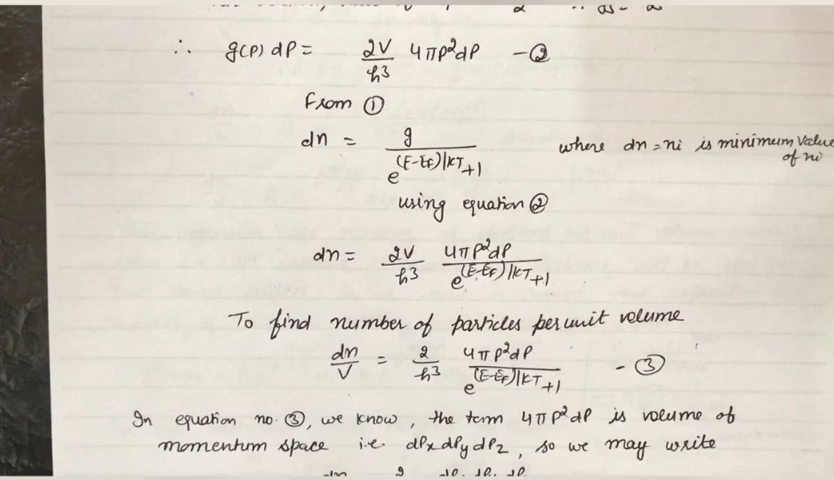 ∴ g(P) dP = 2V/h³ 4πP²dP -②
From ①
dn = g/e^(E-E_F)/KT +1 where dn = ni is minimum value of ni
using equation ②
dn = 2V/h³ 4πP²dP/e^(E-E_F)/KT +1
To find number of particles per unit volume
dn/V = 2/h³ 4πP²dP/e^(E-E_F)/KT +1 -③
In equation no. ③, we know, the term 4πP²dP is volume of
momentum space i.e. dPx dPy dPz, so we may write